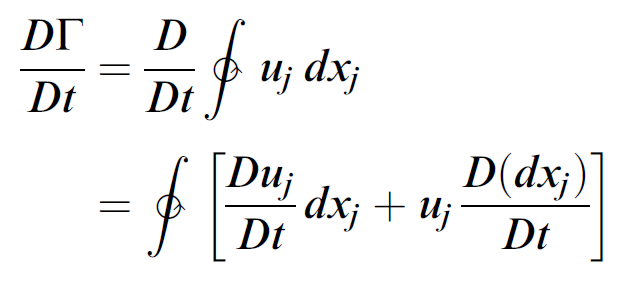 DΓ/Dt = D/Dt ∮ u_j dx_j
= ∮ [Du_j/Dt dx_j + u_j D(dx_j)/Dt]